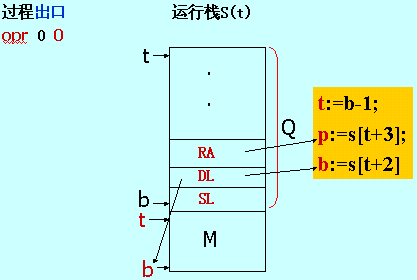 过程出口
opr 0 0
运行栈S(t)
t
.
.
Q
RA
DL
b
SL
t
M
b
t:=b-1;
p:=s[t+3];
b:=s[t+2]